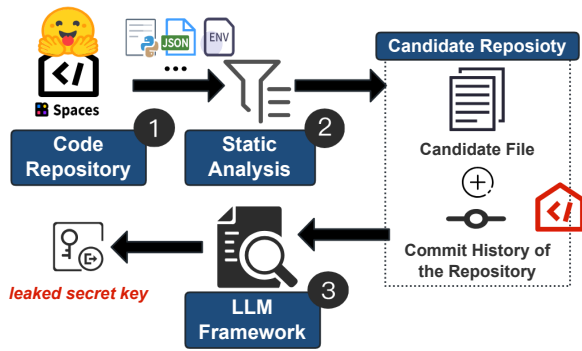 JSON
ENV
Spaces
1
Code
Repository
Static
Analysis
2
Candidate Reposioty
Candidate File
Commit History of
the Repository
LLM
Framework
3
leaked secret key